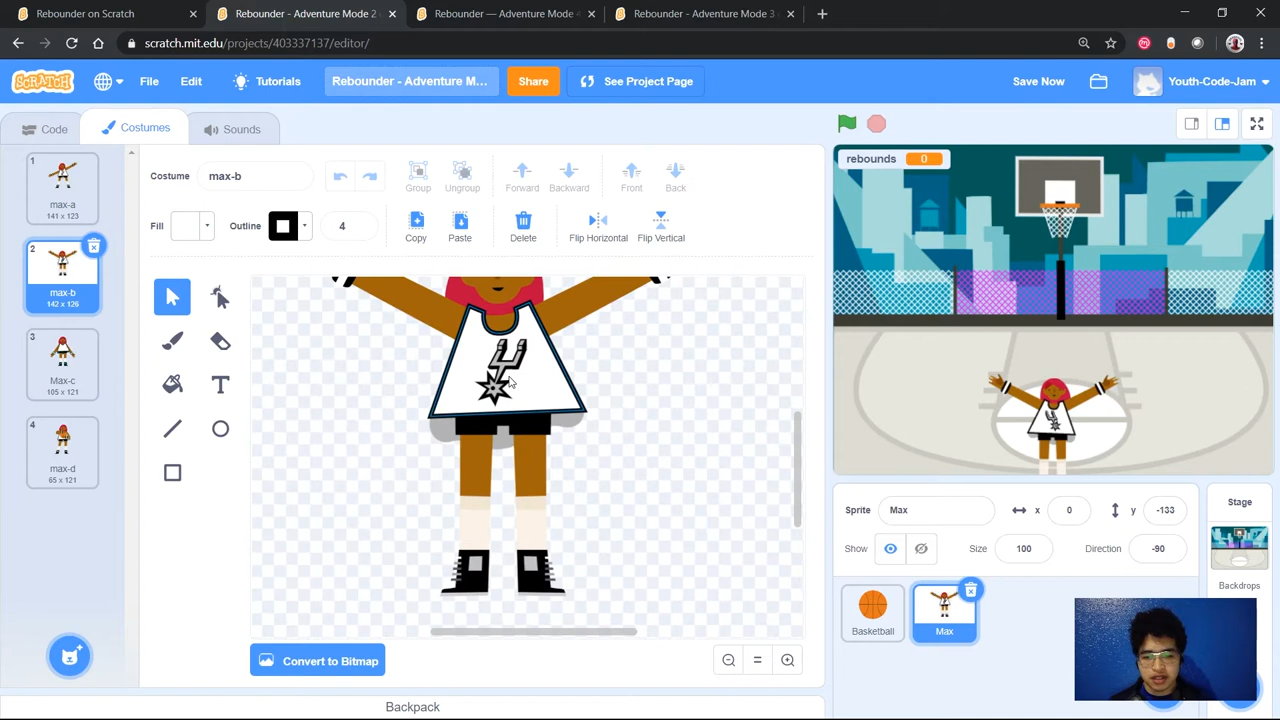 Rebounder on Scratch
Rebounder - Adventure Mode 2
Rebounder — Adventure Mode
Rebounder - Adventure Mode 3
scratch.mit.edu/projects/403337137/editor/
SCRATCH
File
Edit
Tutorials
Rebounder - Adventure M...
Share
See Project Page
Save Now
Youth-Code-Jam
Code
Costumes
Sounds
Costume
max-b
Group
Ungroup
Forward
Backward
Front
Back
Fill
Outline
4
Copy
Paste
Delete
Flip Horizontal
Flip Vertical
1
max-a
141 x 123
2
max-b
142 x 126
3
Max-c
105 x 121
4
max-d
65 x 121
Convert to Bitmap
Backpack
rebounds 0
Sprite
Max
x
0
y
-133
Show
Size
100
Direction
-90
Basketball
Max
Stage
Backdrops